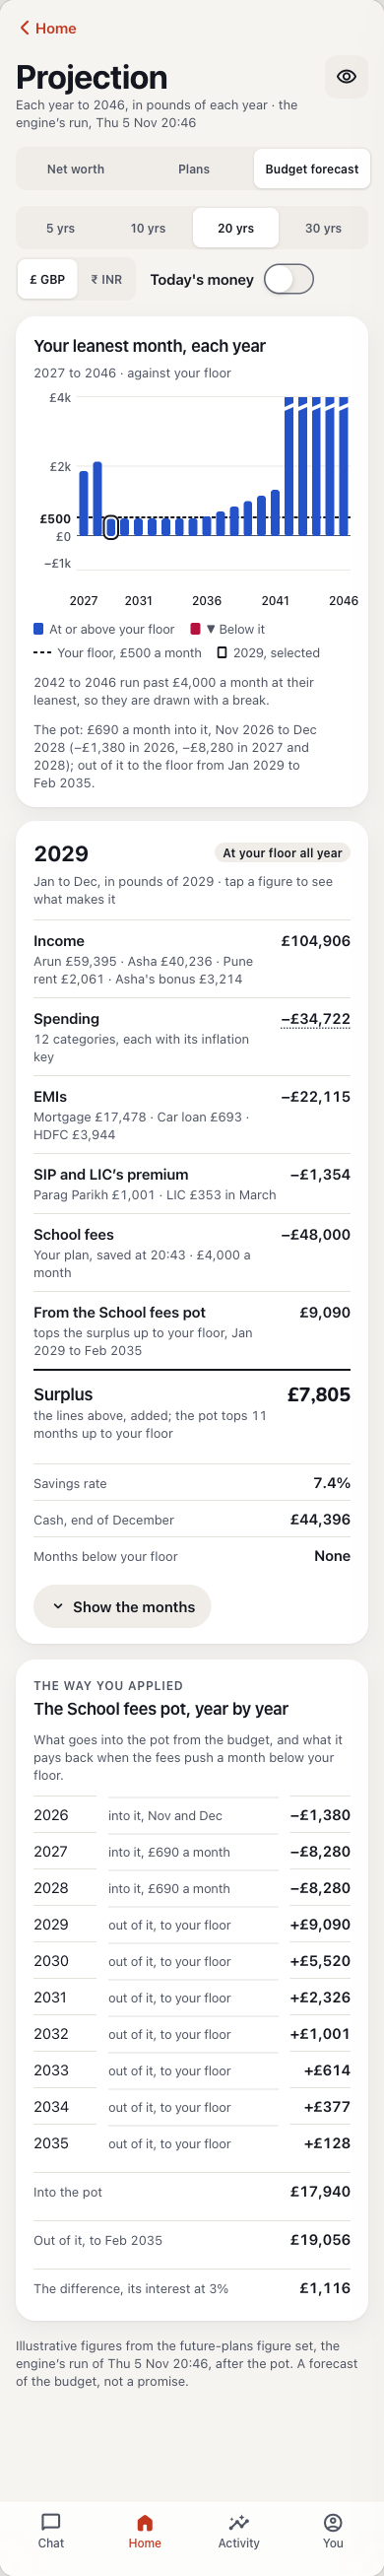 Home
Projection
Each year to 2046, in pounds of each year · the
engine's run, Thu 5 Nov 20:46
Net worth Plans Budget forecast
5 yrs 10 yrs 20 yrs 30 yrs
£ GBP ₹ INR Today's money
Your leanest month, each year
2027 to 2046 · against your floor
£4k
£2k
£500
£0
−£1k
2027 2031 2036 2041 2046
At or above your floor ▼ Below it
Your floor, £500 a month 2029, selected
2042 to 2046 run past £4,000 a month at their
leanest, so they are drawn with a break.
The pot: £690 a month into it, Nov 2026 to Dec
2028 (−£1,380 in 2026, −£8,280 in 2027 and
2028); out of it to the floor from Jan 2029 to
Feb 2035.
2029 At your floor all year
Jan to Dec, in pounds of 2029 · tap a figure to see
what makes it
Income £104,906
Arun £59,395 · Asha £40,236 · Pune
rent £2,061 · Asha's bonus £3,214
Spending −£34,722
12 categories, each with its inflation
key
EMIs −£22,115
Mortgage £17,478 · Car loan £693 ·
HDFC £3,944
SIP and LIC's premium −£1,354
Parag Parikh £1,001 · LIC £353 in March
School fees −£48,000
Your plan, saved at 20:43 · £4,000 a
month
From the School fees pot £9,090
tops the surplus up to your floor, Jan
2029 to Feb 2035
Surplus £7,805
the lines above, added; the pot tops 11
months up to your floor
Savings rate 7.4%
Cash, end of December £44,396
Months below your floor None
Show the months
THE WAY YOU APPLIED
The School fees pot, year by year
What goes into the pot from the budget, and what it
pays back when the fees push a month below your
floor.
2026 into it, Nov and Dec −£1,380
2027 into it, £690 a month −£8,280
2028 into it, £690 a month −£8,280
2029 out of it, to your floor +£9,090
2030 out of it, to your floor +£5,520
2031 out of it, to your floor +£2,326
2032 out of it, to your floor +£1,001
2033 out of it, to your floor +£614
2034 out of it, to your floor +£377
2035 out of it, to your floor +£128
Into the pot £17,940
Out of it, to Feb 2035 £19,056
The difference, its interest at 3% £1,116
Illustrative figures from the future-plans figure set, the
engine's run of Thu 5 Nov 20:46, after the pot. A forecast
of the budget, not a promise.
Chat Home Activity You